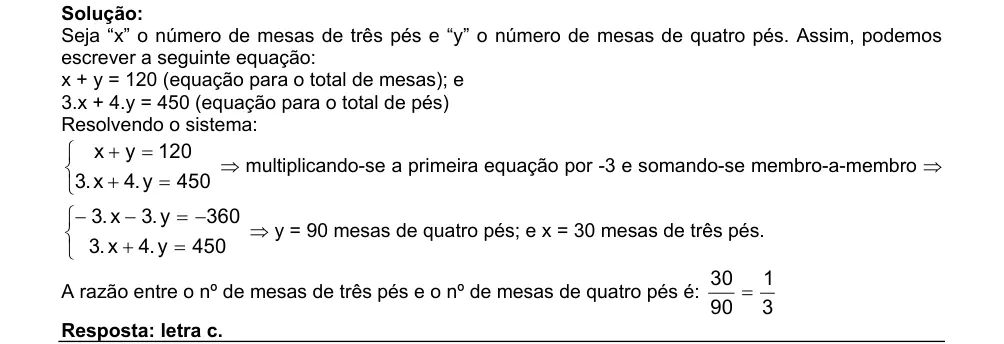 Solução:
Seja “x” o número de mesas de três pés e “y” o número de mesas de quatro pés. Assim, podemos
escrever a seguinte equação:
x + y = 120 (equação para o total de mesas); e
3.x + 4.y = 450 (equação para o total de pés)
Resolvendo o sistema:
{ x + y = 120
3. x + 4. y = 450 ⇒ multiplicando-se a primeira equação por -3 e somando-se membro-a-membro ⇒
{ − 3. x − 3. y = −360
3. x + 4. y = 450 ⇒ y = 90 mesas de quatro pés; e x = 30 mesas de três pés.
A razão entre o nº de mesas de três pés e o nº de mesas de quatro pés é: 30/90 = 1/3
Resposta: letra c.